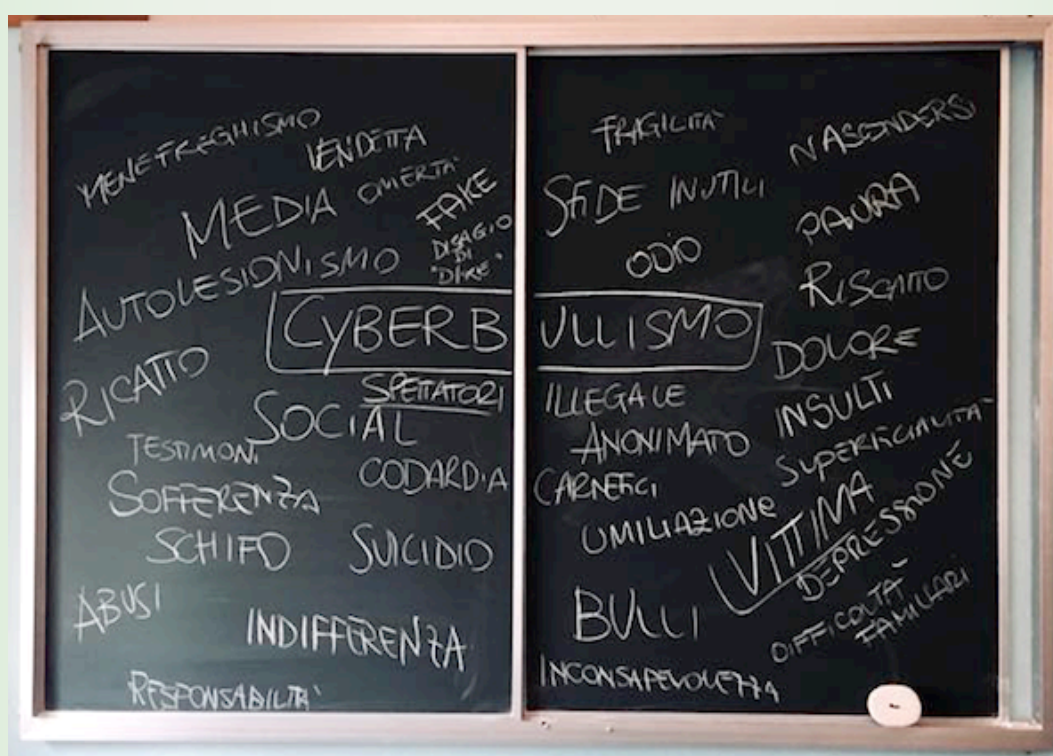 MENEFREGHISMO
VENDETTA
OMERTA'
MEDIA
FAKE
DISAGIO
DI
"DIRE"
AUTOLESIONISMO
CYBERB
RICATTO
SPETTATORI
SOCIAL
TESTIMONI
CODARDIA
SOFFERENZA
SCHIFO
SUICIDIO
ABUSI
INDIFFERENZA
RESPONSABILITA'
FRAGILITA'
NASCONDERSI
SFIDE INUTILI
PAURA
ODIO
RISCATTO
ULLISMO
DOLORE
ILLEGALE
INSULTI
ANONIMATO
SUPERFICIALITA'
CARNEFICI
UMILIAZIONE
VITTIMA
DEPRESSIONE
BULLI
DIFFICOLTA'
FAMILIARI
INCONSAPEVOLEZZA